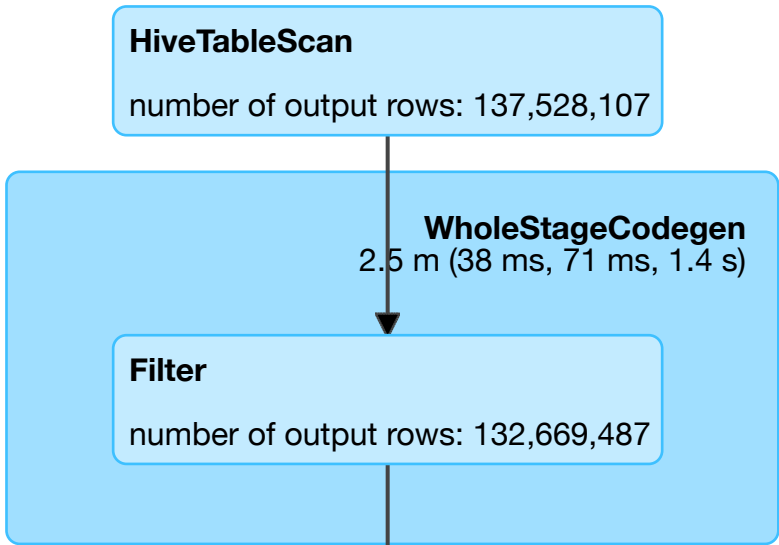 HiveTableScan
number of output rows: 137,528,107
WholeStageCodegen
2.5 m (38 ms, 71 ms, 1.4 s)
Filter
number of output rows: 132,669,487